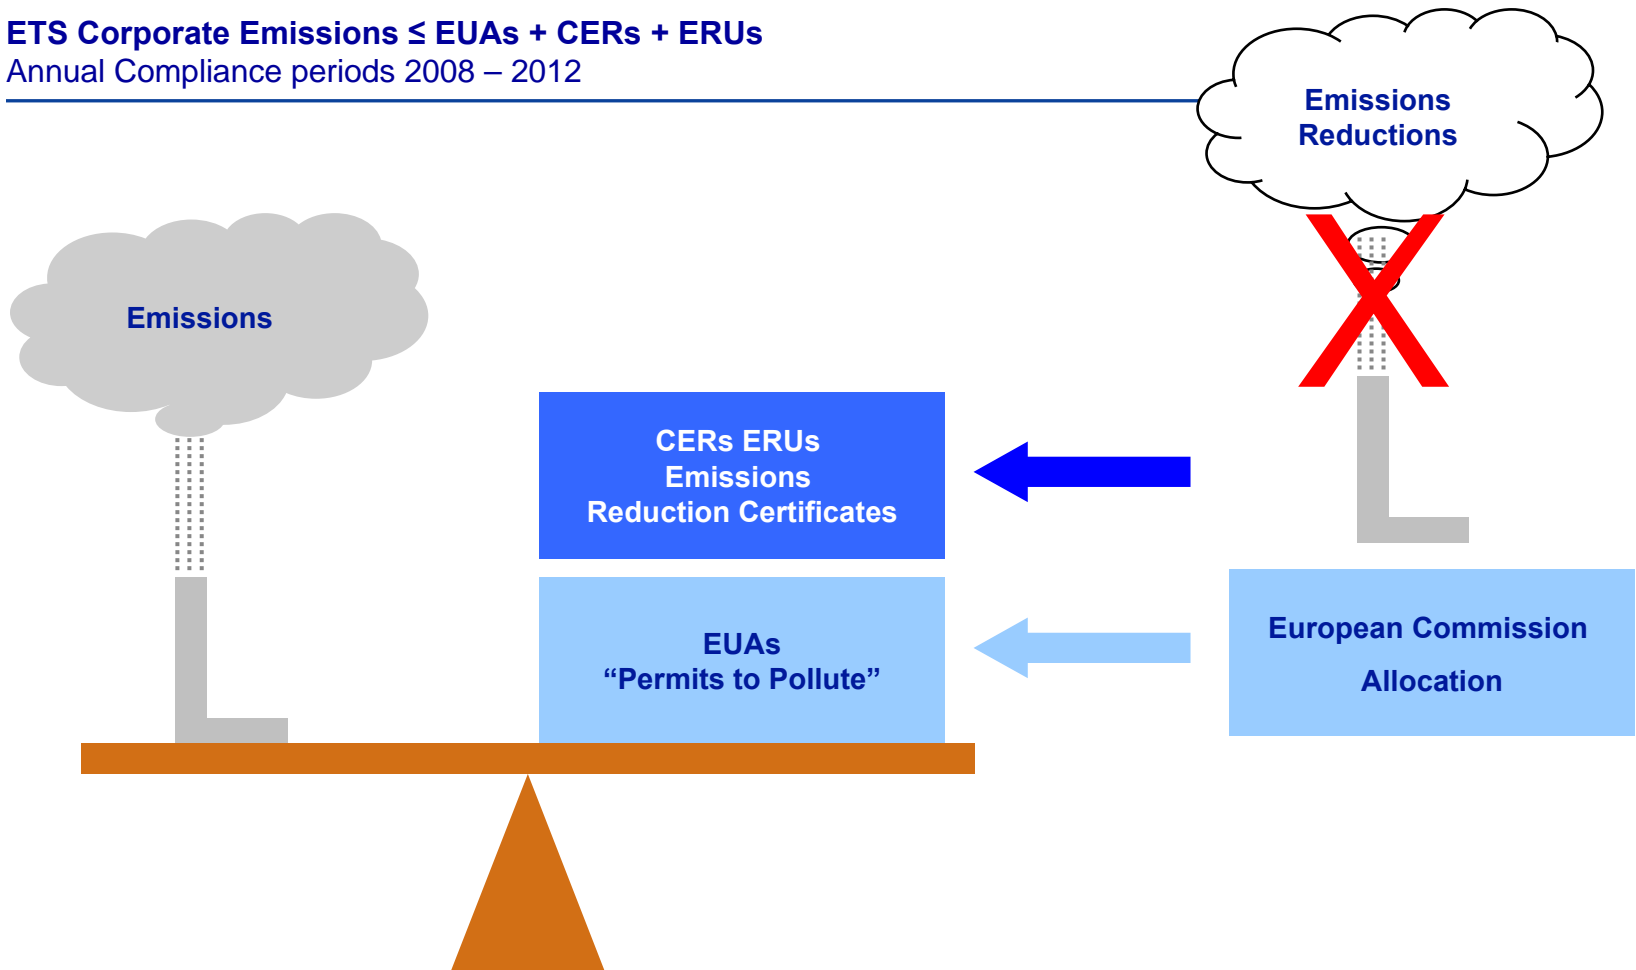 ETS Corporate Emissions ≤ EUAs + CERs + ERUs
Annual Compliance periods 2008 – 2012
Emissions
Reductions
Emissions
CERs ERUs
Emissions
Reduction Certificates
EUAs
“Permits to Pollute”
European Commission
Allocation